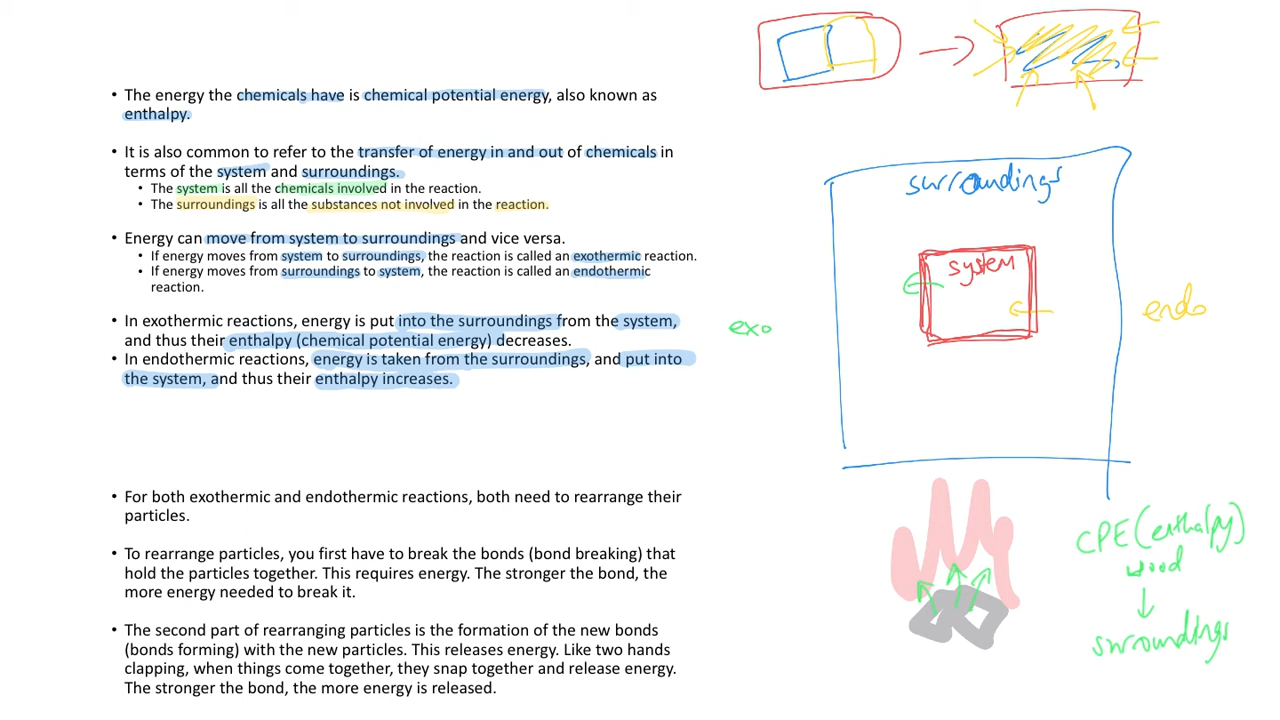 • The energy the chemicals have is chemical potential energy, also known as
enthalpy.
• It is also common to refer to the transfer of energy in and out of chemicals in
terms of the system and surroundings.
• The system is all the chemicals involved in the reaction.
• The surroundings is all the substances not involved in the reaction.
• Energy can move from system to surroundings and vice versa.
• If energy moves from system to surroundings, the reaction is called an exothermic reaction.
• If energy moves from surroundings to system, the reaction is called an endothermic
reaction.
• In exothermic reactions, energy is put into the surroundings from the system,
and thus their enthalpy (chemical potential energy) decreases.
• In endothermic reactions, energy is taken from the surroundings, and put into
the system, and thus their enthalpy increases.
• For both exothermic and endothermic reactions, both need to rearrange their
particles.
• To rearrange particles, you first have to break the bonds (bond breaking) that
hold the particles together. This requires energy. The stronger the bond, the
more energy needed to break it.
• The second part of rearranging particles is the formation of the new bonds
(bonds forming) with the new particles. This releases energy. Like two hands
clapping, when things come together, they snap together and release energy.
The stronger the bond, the more energy is released.
surroundings
system
exo
endo
CPE (enthalpy)
wood
surroundings